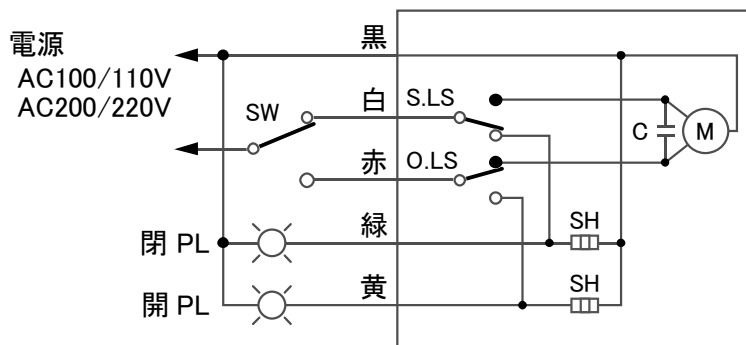 電源
AC100/110V
AC200/220V
黒
SW
白
S.LS
C
M
赤
O.LS
閉 PL
緑
SH
開 PL
黄
SH